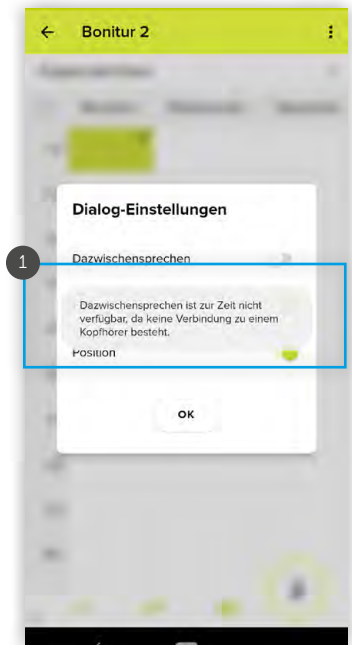 Bonitur 2
Dialog-Einstellungen
1
Dazwischensprechen
Dazwischensprechen ist zur Zeit nicht
verfügbar, da keine Verbindung zu einem
Kopfhörer besteht.
Position
OK